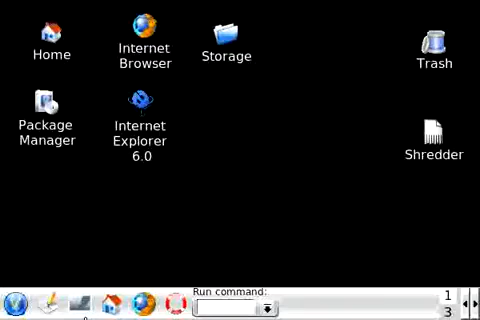 Home
Internet
Browser
Storage
Trash
Package
Manager
Internet
Explorer
6.0
Shredder
Run command:
1
3